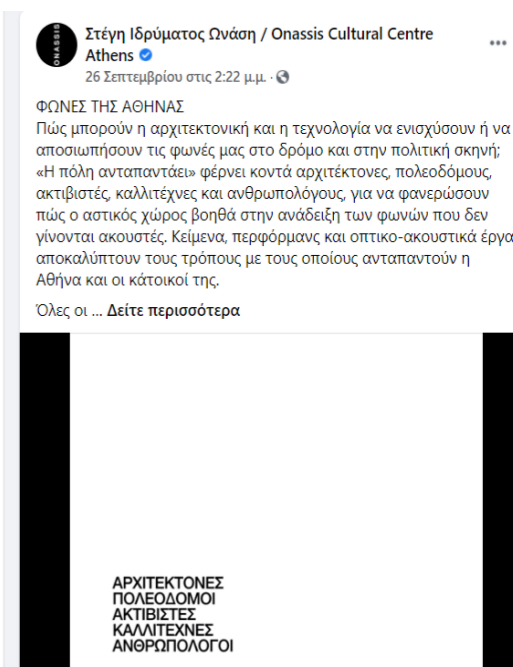 ONASSIS
Στέγη Ιδρύματος Ωνάση / Onassis Cultural Centre
Athens
26 Σεπτεμβρίου στις 2:22 μ.μ. ·
ΦΩΝΕΣ ΤΗΣ ΑΘΗΝΑΣ
Πώς μπορούν η αρχιτεκτονική και η τεχνολογία να ενισχύσουν ή να
αποσιωπήσουν τις φωνές μας στο δρόμο και στην πολιτική σκηνή;
«Η πόλη ανταπαντάει» φέρνει κοντά αρχιτέκτονες, πολεοδόμους,
ακτιβιστές, καλλιτέχνες και ανθρωπολόγους, για να φανερώσουν
πώς ο αστικός χώρος βοηθά στην ανάδειξη των φωνών που δεν
γίνονται ακουστές. Κείμενα, περφόρμανς και οπτικο-ακουστικά έργα
αποκαλύπτουν τους τρόπους με τους οποίους ανταπαντούν η
Αθήνα και οι κάτοικοί της.
Όλες οι ... Δείτε περισσότερα
ΑΡΧΙΤΕΚΤΟΝΕΣ
ΠΟΛΕΟΔΟΜΟΙ
ΑΚΤΙΒΙΣΤΕΣ
ΚΑΛΛΙΤΕΧΝΕΣ
ΑΝΘΡΩΠΟΛΟΓΟΙ